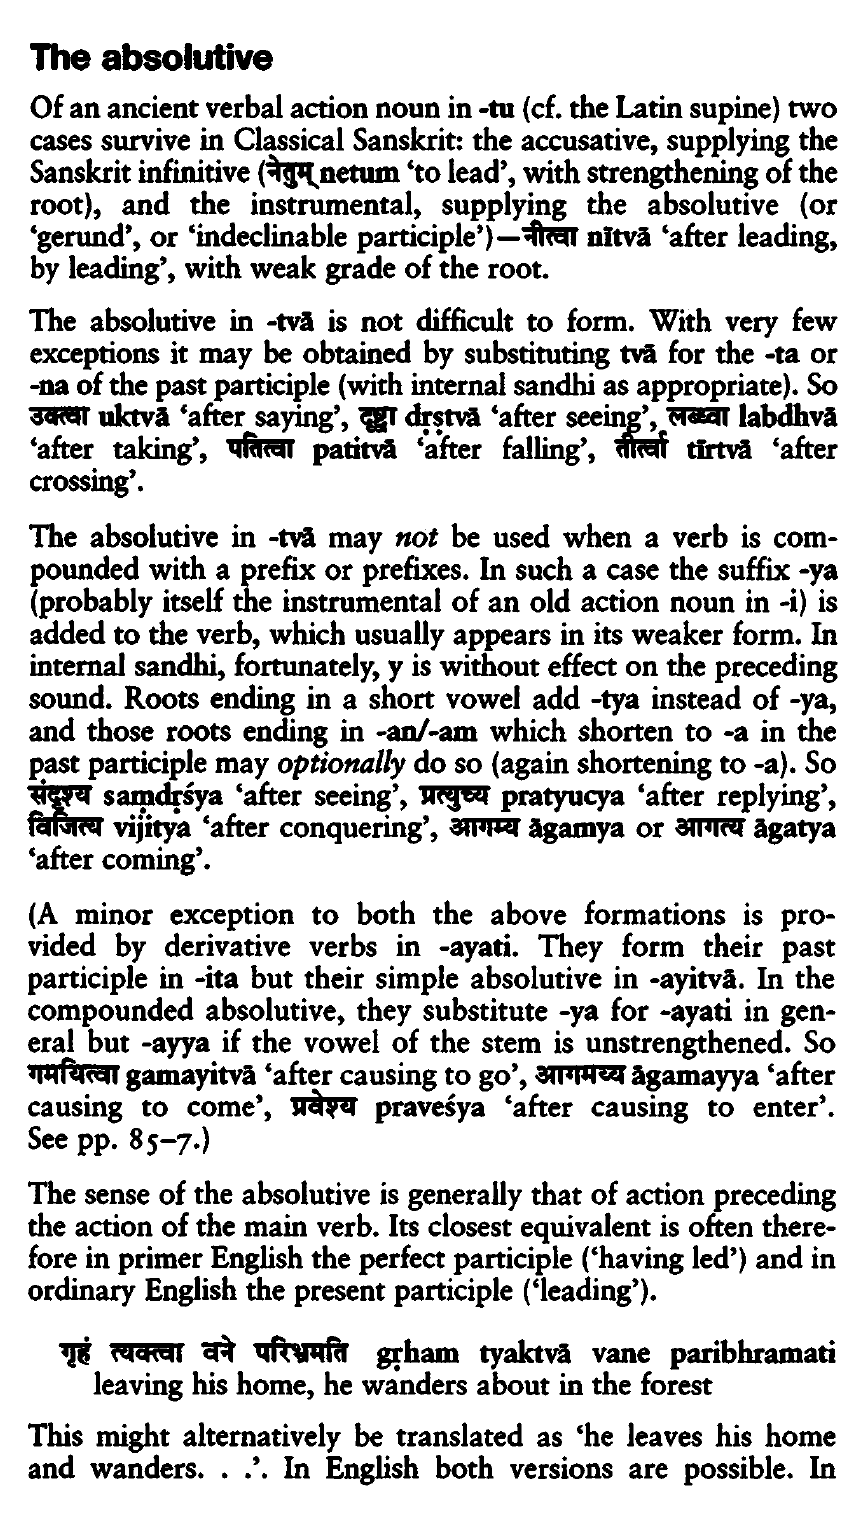 The absolutive
Of an ancient verbal action noun in -tu (cf. the Latin supine) two
cases survive in Classical Sanskrit: the accusative, supplying the
Sanskrit infinitive (नेतुम् netum ‘to lead’, with strengthening of the
root), and the instrumental, supplying the absolutive (or
‘gerund’, or ‘indeclinable participle’)—नीत्वा nītvā ‘after leading,
by leading’, with weak grade of the root.
The absolutive in -tvā is not difficult to form. With very few
exceptions it may be obtained by substituting tvā for the -ta or
-na of the past participle (with internal sandhi as appropriate). So
उक्त्वा uktvā ‘after saying’, दृष्ट्वा dṛṣṭvā ‘after seeing’, लब्ध्वा labdhvā
‘after taking’, पतित्वा patitvā ‘after falling’, तीर्त्वा tīrtvā ‘after
crossing’.
The absolutive in -tvā may not be used when a verb is com-
pounded with a prefix or prefixes. In such a case the suffix -ya
(probably itself the instrumental of an old action noun in -i) is
added to the verb, which usually appears in its weaker form. In
internal sandhi, fortunately, y is without effect on the preceding
sound. Roots ending in a short vowel add -tya instead of -ya,
and those roots ending in -an/-am which shorten to -a in the
past participle may optionally do so (again shortening to -a). So
संदृश्य saṃdṛśya ‘after seeing’, प्रत्युच्य pratyucya ‘after replying’,
विजित्य vijitya ‘after conquering’, आगम्य āgamya or आगत्य āgatya
‘after coming’.
(A minor exception to both the above formations is pro-
vided by derivative verbs in -ayati. They form their past
participle in -ita but their simple absolutive in -ayitvā. In the
compounded absolutive, they substitute -ya for -ayati in gen-
eral but -ayya if the vowel of the stem is unstrengthened. So
गमयित्वा gamayitvā ‘after causing to go’, आगमय्य āgamayya ‘after
causing to come’, प्रवेश्य praveśya ‘after causing to enter’.
See pp. 85–7.)
The sense of the absolutive is generally that of action preceding
the action of the main verb. Its closest equivalent is often there-
fore in primer English the perfect participle (‘having led’) and in
ordinary English the present participle (‘leading’).
गृहं त्यक्त्वा वने परिभ्रमति gṛham tyaktvā vane paribhramati
leaving his home, he wanders about in the forest
This might alternatively be translated as ‘he leaves his home
and wanders. . .’. In English both versions are possible. In